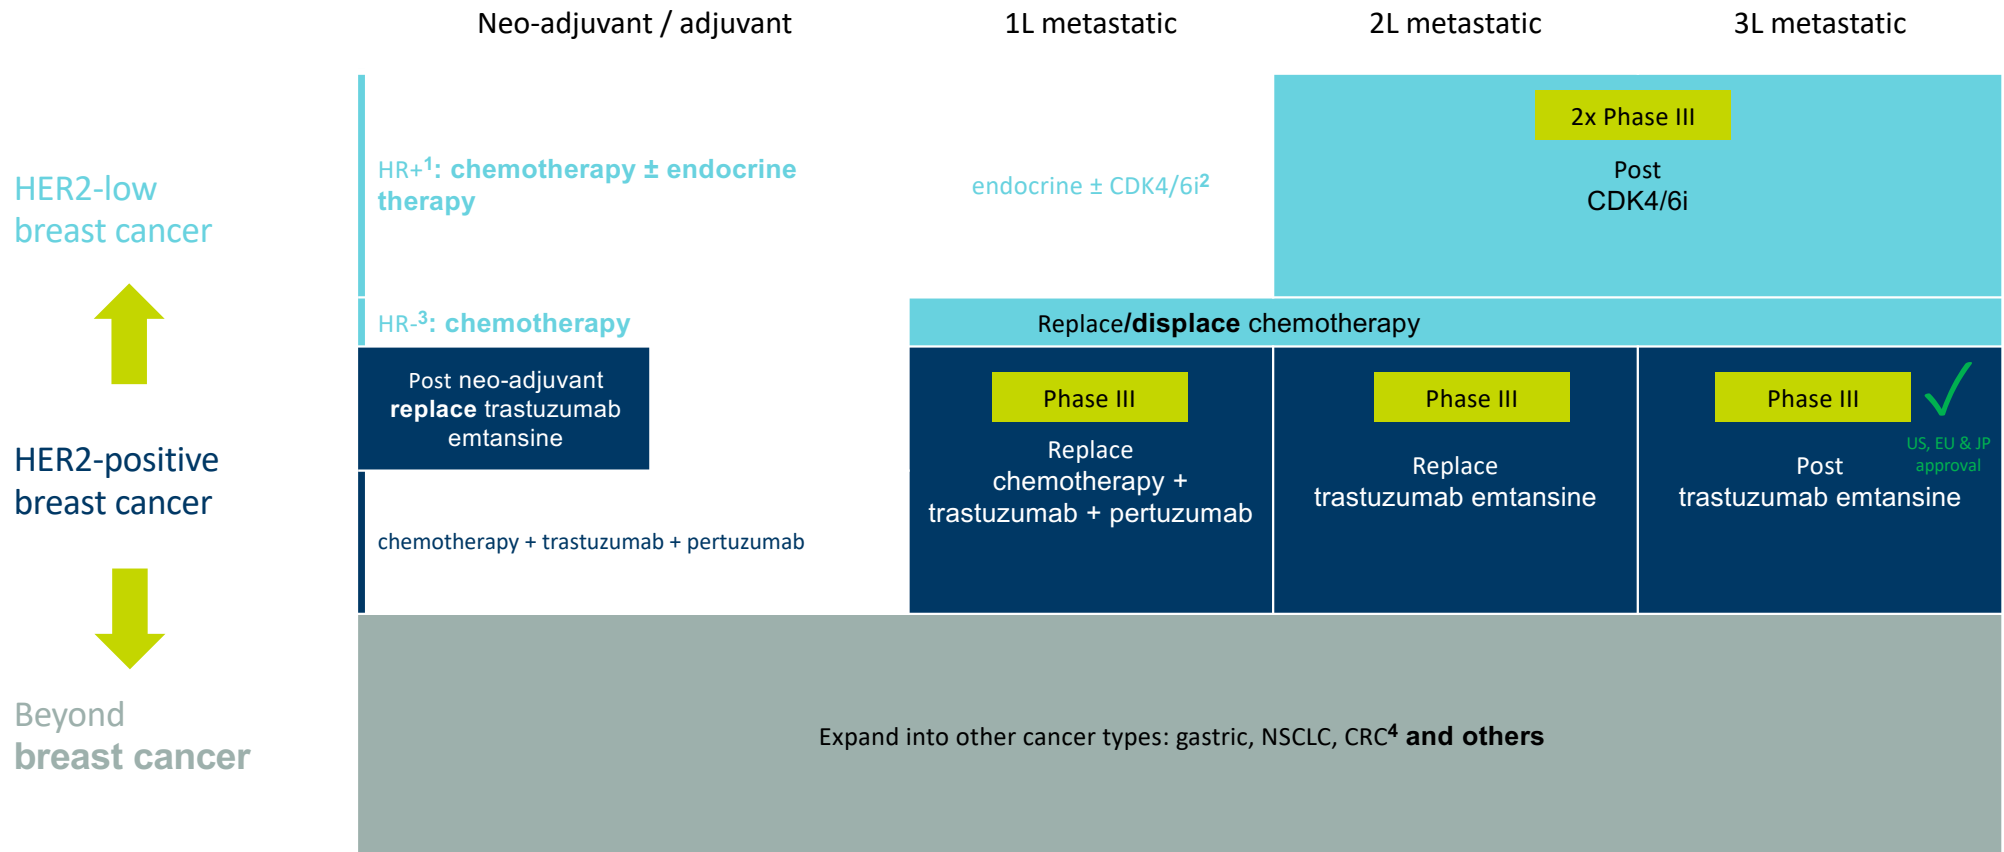 Neo-adjuvant / adjuvant
1L metastatic
2L metastatic
3L metastatic
HER2-low
breast cancer
HR+1: chemotherapy ± endocrine
therapy
endocrine ± CDK4/6i2
2x Phase III
Post
CDK4/6i
HR-3: chemotherapy
Replace/displace chemotherapy
HER2-positive
breast cancer
Post neo-adjuvant
replace trastuzumab
emtansine
chemotherapy + trastuzumab + pertuzumab
Phase III
Replace
chemotherapy +
trastuzumab + pertuzumab
Phase III
Replace
trastuzumab emtansine
Phase III
US, EU & JP
approval
Post
trastuzumab emtansine
Beyond
breast cancer
Expand into other cancer types: gastric, NSCLC, CRC4 and others